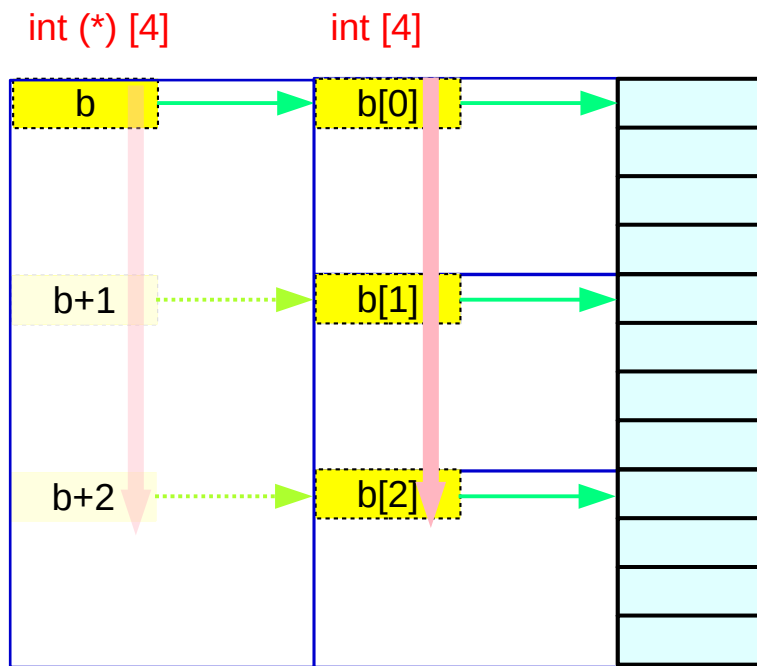 int (*) [4] int [4]
b b[0]
b+1 b[1]
b+2 b[2]